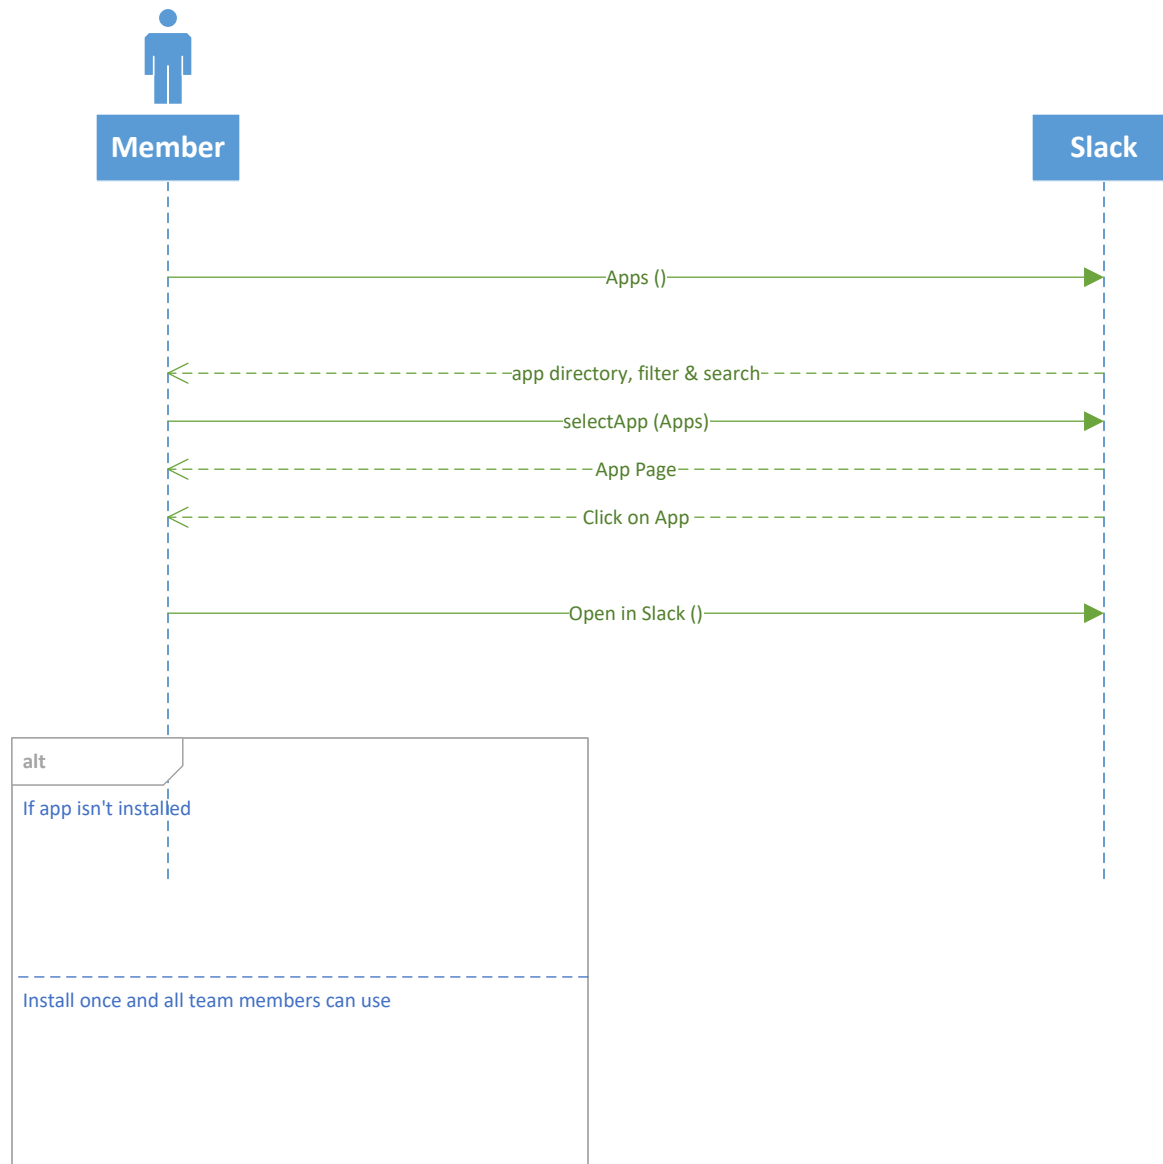 Member
Slack
Apps ()
app directory, filter & search
selectApp (Apps)
App Page
Click on App
Open in Slack ()
alt
If app isn't installed
Install once and all team members can use